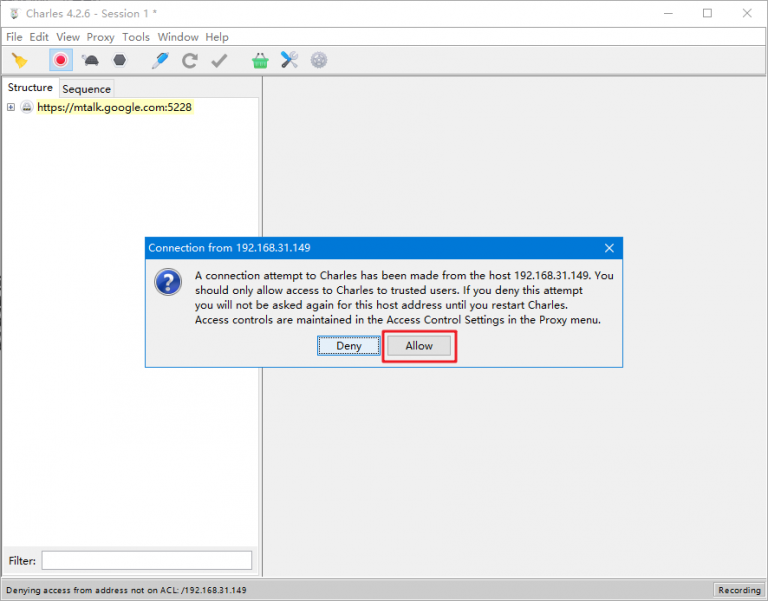 Charles 4.2.6 - Session 1 *
File Edit View Proxy Tools Window Help
Structure Sequence
https://mtalk.google.com:5228
Connection from 192.168.31.149
A connection attempt to Charles has been made from the host 192.168.31.149. You
should only allow access to Charles to trusted users. If you deny this attempt
you will not be asked again for this host address until you restart Charles.
Access controls are maintained in the Access Control Settings in the Proxy menu.
Deny Allow
Filter:
Denying access from address not on ACL: /192.168.31.149 Recording